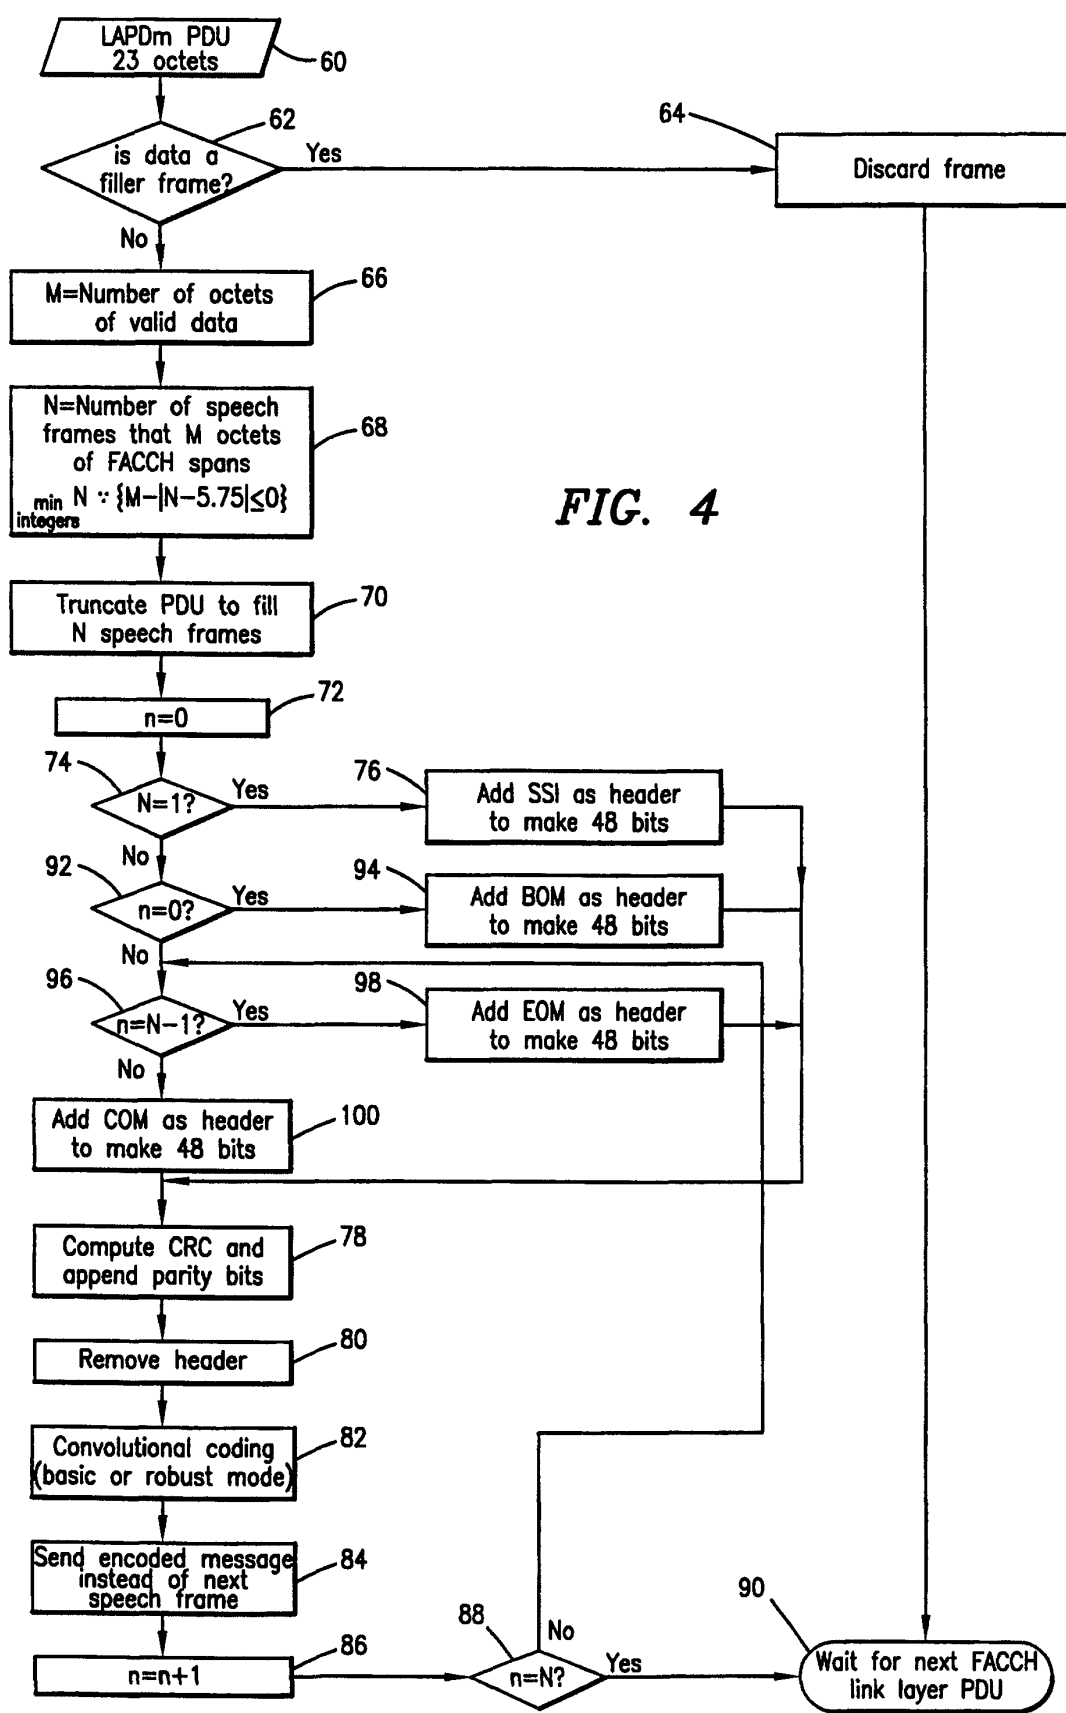 LAPDm PDU
23 octets
60
62
is data a
filler frame?
Yes
64
Discard frame
No
66
M=Number of octets
of valid data
N=Number of speech
frames that M octets
of FACCH spans
min N ∵ {M-|N-5.75|≤0}
integers
68
FIG. 4
Truncate PDU to fill
N speech frames
70
n=0
72
74
N=1?
Yes
76
Add SSI as header
to make 48 bits
No
92
n=0?
Yes
94
Add BOM as header
to make 48 bits
No
96
n=N-1?
Yes
98
Add EOM as header
to make 48 bits
No
Add COM as header
to make 48 bits
100
Compute CRC and
append parity bits
78
Remove header
80
Convolutional coding
(basic or robust mode)
82
Send encoded message
instead of next
speech frame
84
n=n+1
86
88
n=N?
No
Yes
90
Wait for next FACCH
link layer PDU